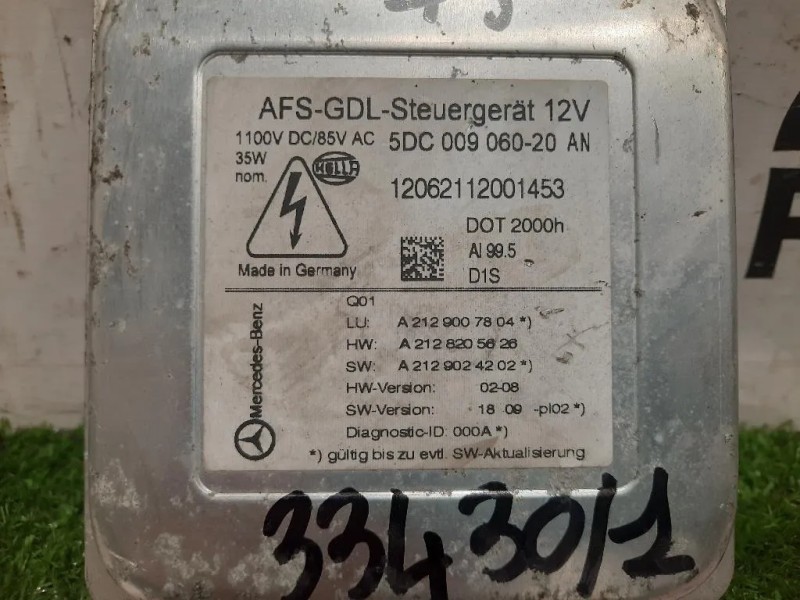 AFS-GDL-Steuergerät 12V
1100V DC/85V AC 5DC 009 060-20 AN
35W
nom.
HELLA
12062112001453
DOT 2000h
Al 99.5
D1S
Made in Germany
Mercedes-Benz
Q01
LU: A 212 900 78 04 *)
HW: A 212 820 56 26
SW: A 212 902 42 02 *)
HW-Version: 02-08
SW-Version: 18 09 -pl02 *)
Diagnostic-ID: 000A *)
*) gültig bis zu evtl. SW-Aktualisierung
33430/1